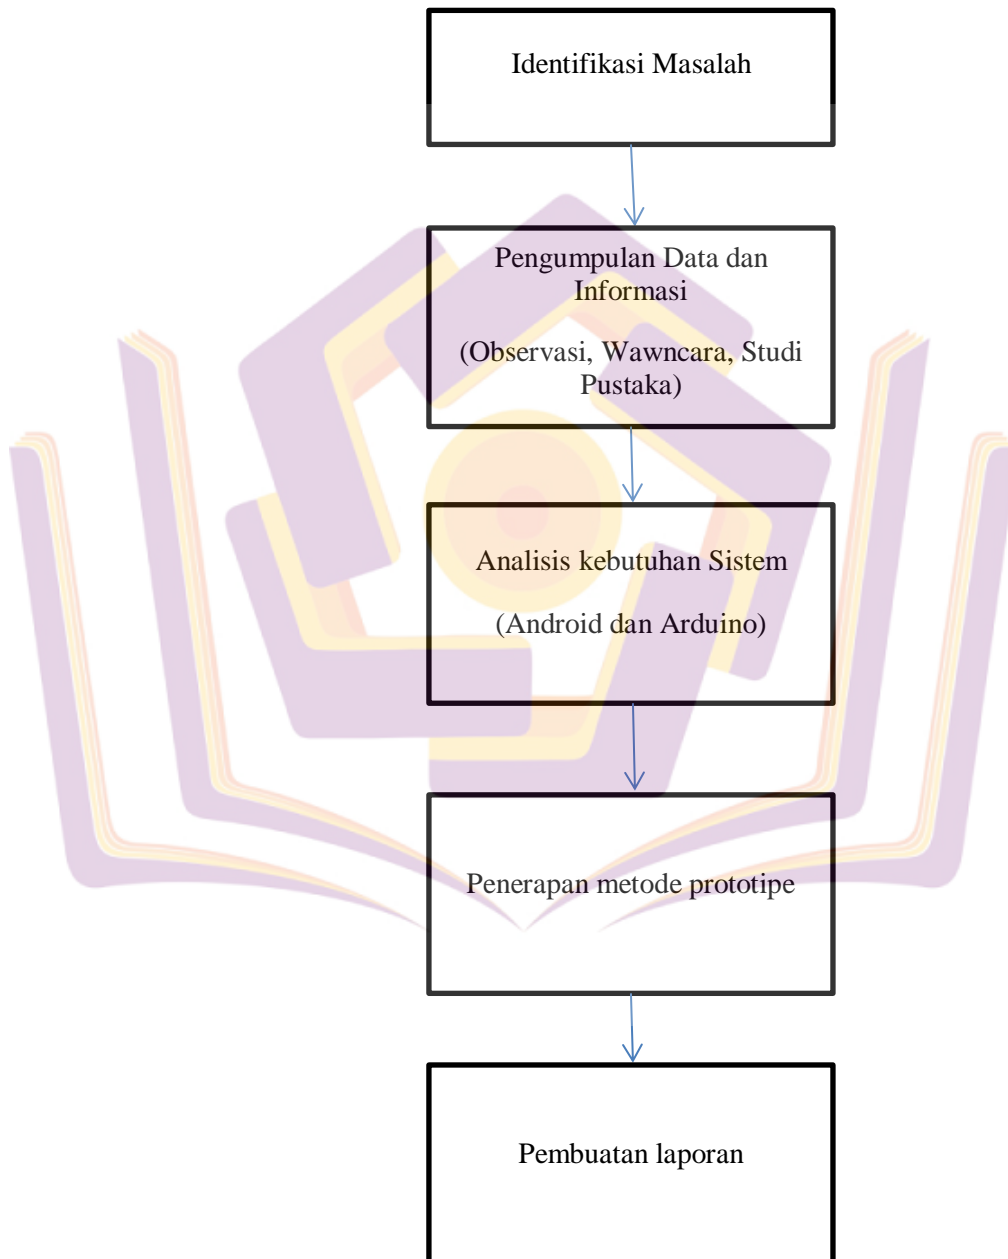 Identifikasi Masalah
Pengumpulan Data dan
Informasi
(Observasi, Wawncara, Studi
Pustaka)
Analisis kebutuhan Sistem
(Android dan Arduino)
Penerapan metode prototipe
Pembuatan laporan